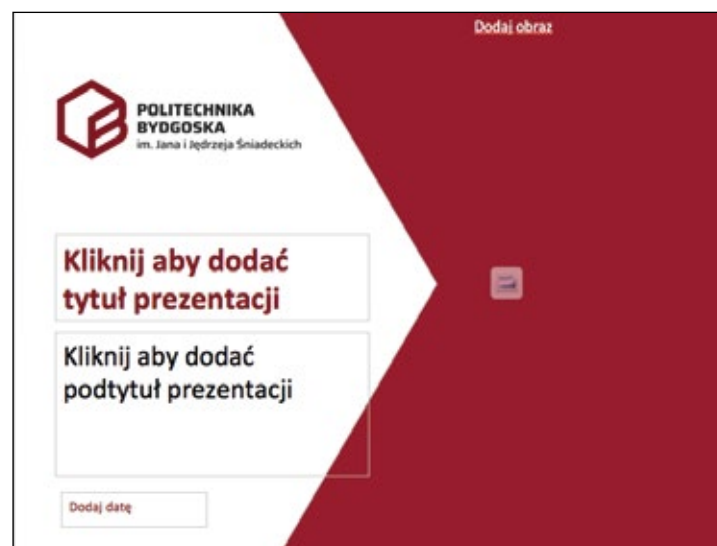 Dodaj obraz
POLITECHNIKA
BYDGOSKA
im. Jana i Jędrzeja Śniadeckich
Kliknij aby dodać
tytuł prezentacji
Kliknij aby dodać
podtytuł prezentacji
Dodaj datę